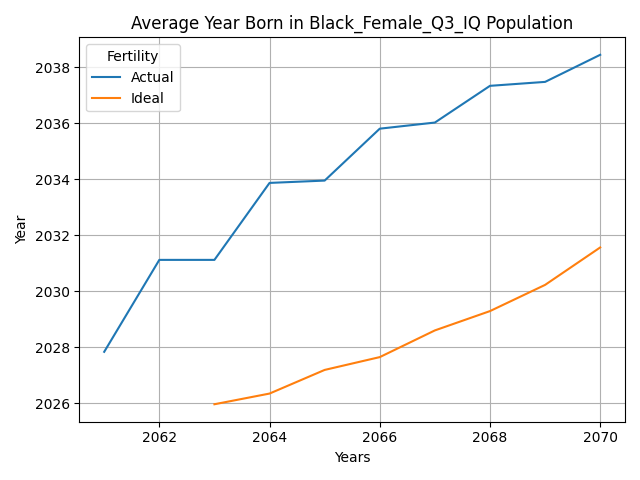 Average Year Born in Black_Female_Q3_IQ Population
Fertility
Actual
Ideal
2038
2036
2034
2032
2030
2028
2026
Year
2062 2064 2066 2068 2070
Years